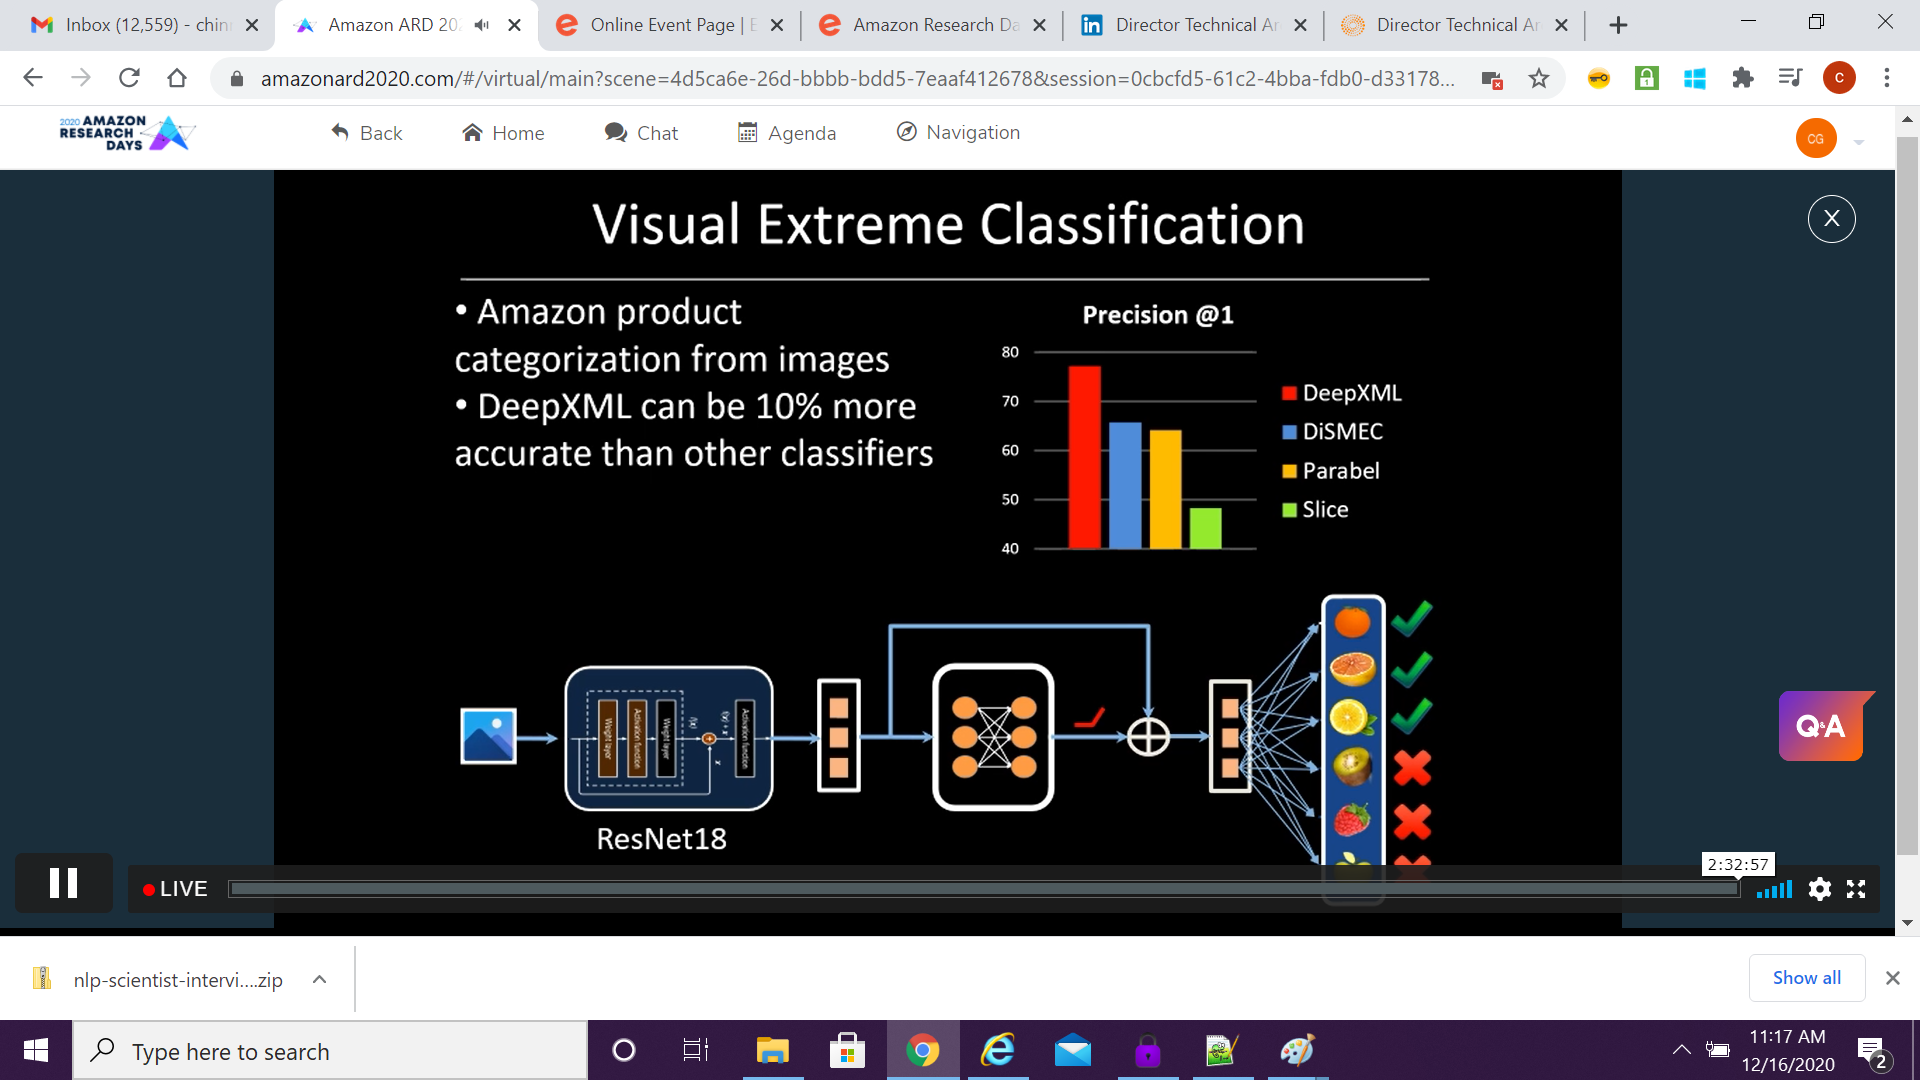 Inbox (12,559) - chin
Amazon ARD 20
Online Event Page | E
Amazon Research Da
Director Technical Ar
Director Technical Ar
amazonard2020.com/#/virtual/main?scene=4d5ca6e-26d-bbbb-bdd5-7eaaf412678&session=0cbcfd5-61c2-4bba-fdb0-d33178...
C
2020 AMAZON
RESEARCH
DAYS
Back
Home
Chat
Agenda
Navigation
CG
X
Visual Extreme Classification
• Amazon product
categorization from images
• DeepXML can be 10% more
accurate than other classifiers
Precision @1
80
70
60
50
40
DeepXML
DiSMEC
Parabel
Slice
Weight layer
Activation function
Weight layer
f(x)
f(x) + x
x
Activation function
ResNet18
Q&A
LIVE
2:32:57
nlp-scientist-intervi....zip
Show all
Type here to search
11:17 AM
12/16/2020
2